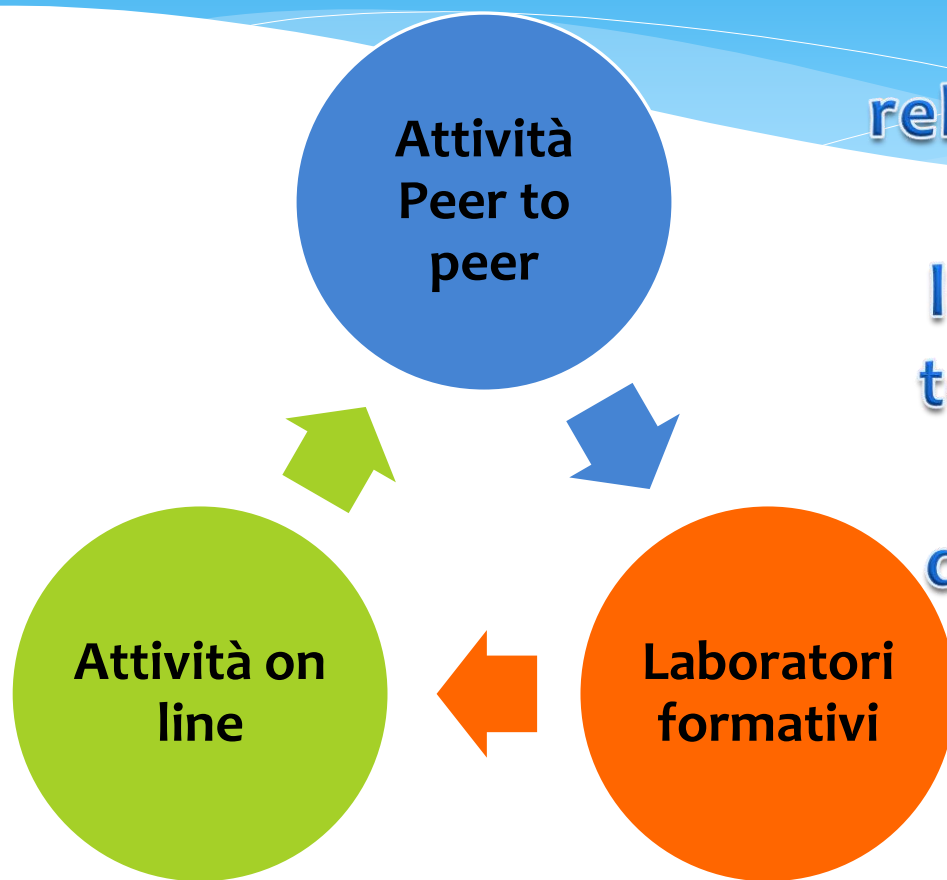 Attività
Peer to
peer
Attività on
line
Laboratori
formativi